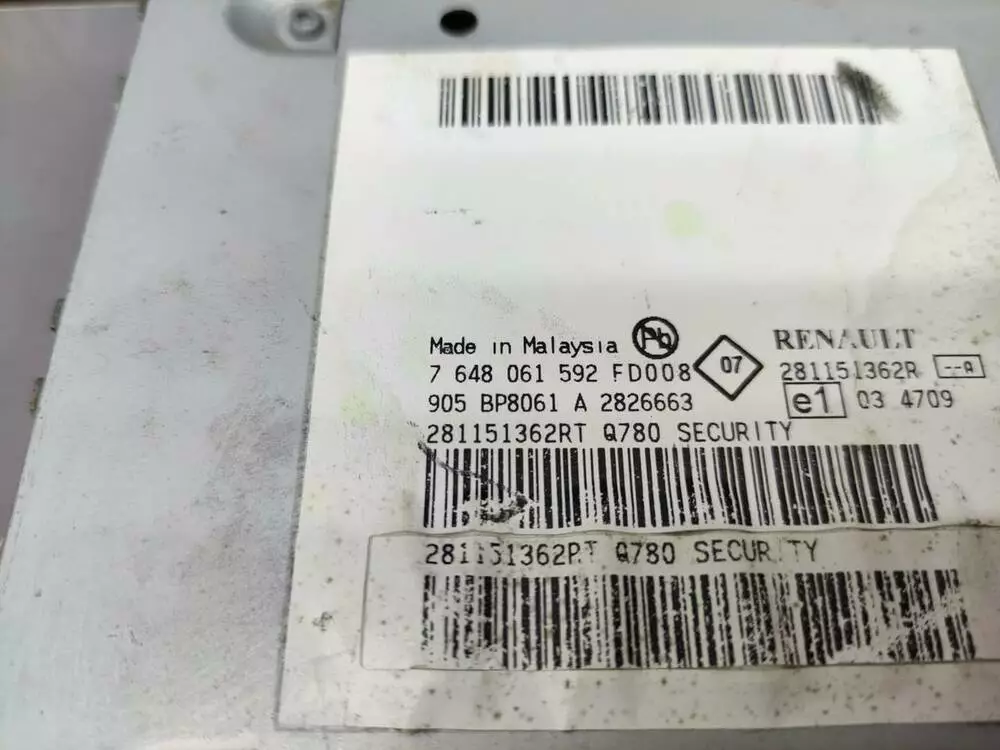 Made in Malaysia Pb
7 648 061 592 FD008 07
905 BP8061 A 2826663
RENAULT
281151362R --A
e1 03 4709
281151362RT Q780 SECURITY
281151362RT Q780 SECURITY